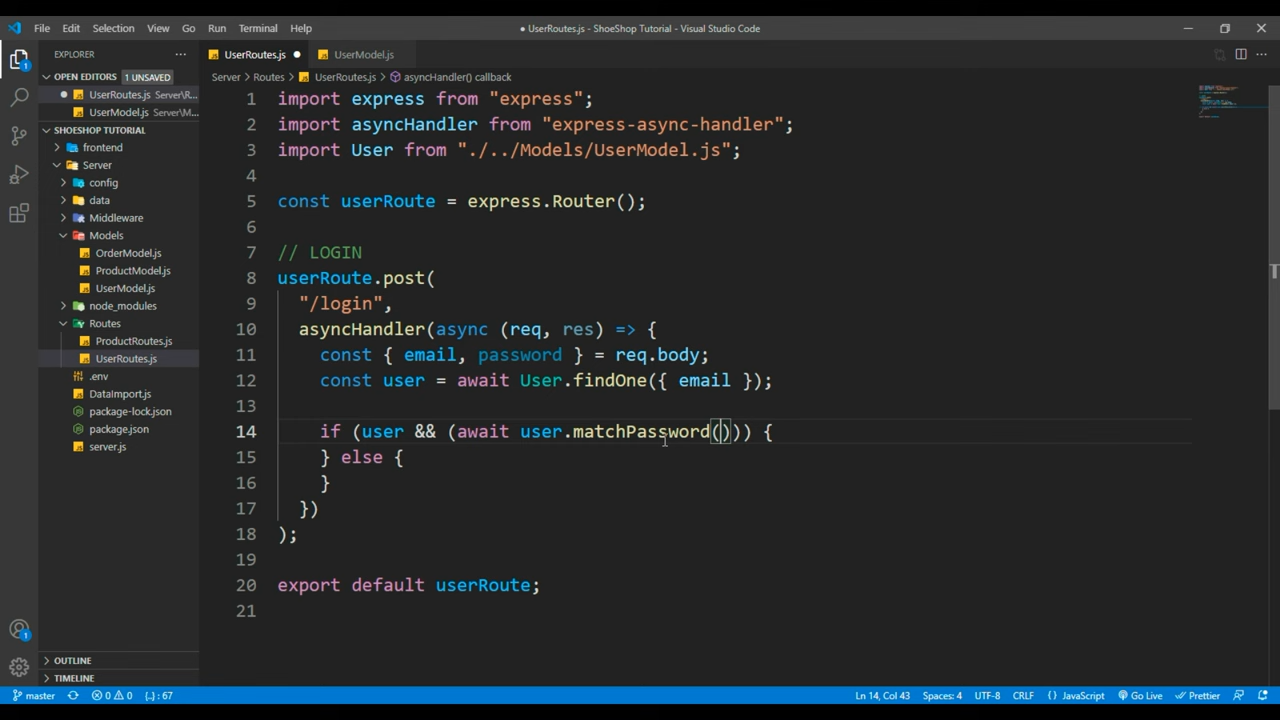 File Edit Selection View Go Run Terminal Help
● UserRoutes.js - ShoeShop Tutorial - Visual Studio Code
EXPLORER
OPEN EDITORS 1 UNSAVED
UserRoutes.js Server\R...
UserModel.js Server\M...
SHOESHOP TUTORIAL
frontend
Server
config
data
Middleware
Models
OrderModel.js
ProductModel.js
UserModel.js
node_modules
Routes
ProductRoutes.js
UserRoutes.js
.env
DataImport.js
package-lock.json
package.json
server.js
OUTLINE
TIMELINE
1
1
UserRoutes.js ● UserModel.js
Server > Routes > UserRoutes.js > asyncHandler() callback
1 import express from "express";
2 import asyncHandler from "express-async-handler";
3 import User from "./../Models/UserModel.js";
4
5 const userRoute = express.Router();
6
7 // LOGIN
8 userRoute.post(
9 "/login",
10 asyncHandler(async (req, res) => {
11 const { email, password } = req.body;
12 const user = await User.findOne({ email });
13
14 if (user && (await user.matchPassword())) {
15 } else {
16 }
17 })
18 );
19
20 export default userRoute;
21
master 0 0 {..} : 67
Ln 14, Col 43 Spaces: 4 UTF-8 CRLF {} JavaScript Go Live Prettier